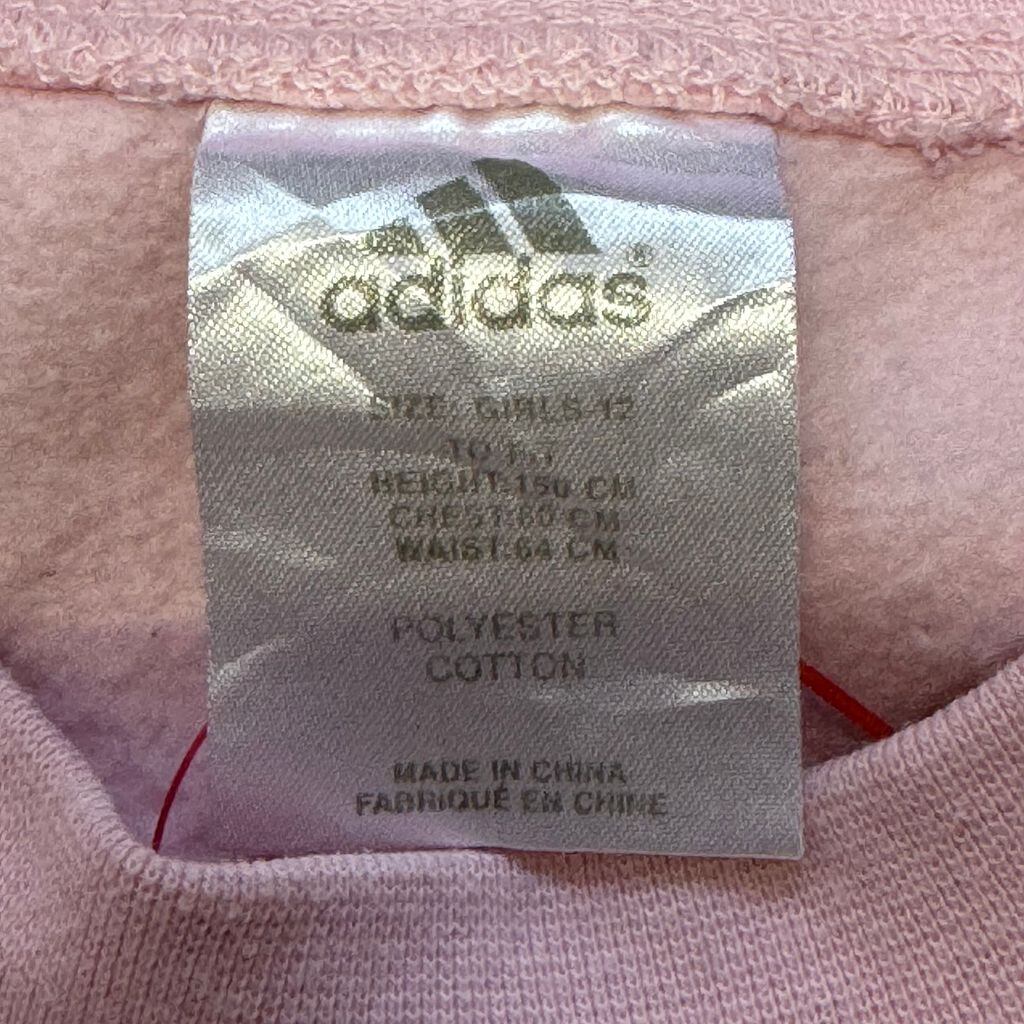 adidas®
SIZE: GIRLS-12
HEIGHT:150 CM
CHEST:80 CM
WAIST:64 CM
POLYESTER
COTTON
MADE IN CHINA
FABRIQUÉ EN CHINE